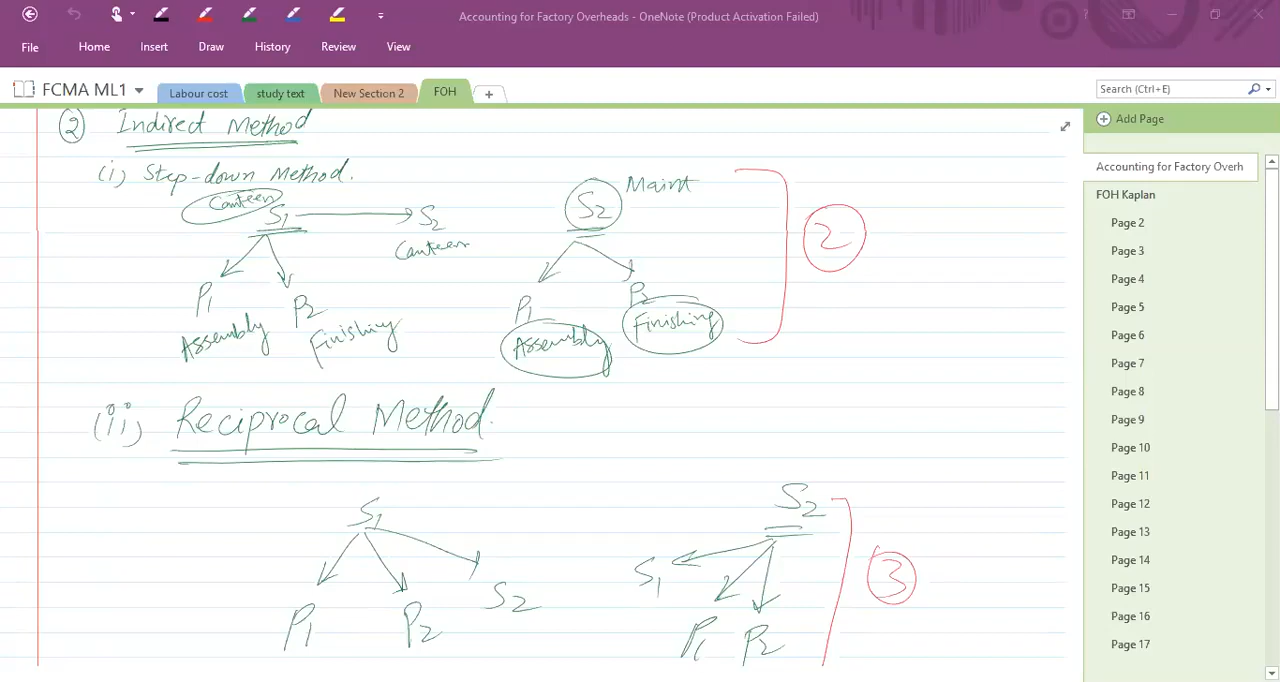 Accounting for Factory Overheads - OneNote (Product Activation Failed)
File Home Insert Draw History Review View
FCMA ML1
Labour cost study text New Section 2 FOH
Search (Ctrl+E)
Add Page
Accounting for Factory Overh
FOH Kaplan
Page 2
Page 3
Page 4
Page 5
Page 6
Page 7
Page 8
Page 9
Page 10
Page 11
Page 12
Page 13
Page 14
Page 15
Page 16
Page 17
② Indirect Method
(i) Step-down Method.
Canteen S1 S2 Canteen
P1 Assembly P2 Finishing
S2 Maint
P1 Assembly P2 Finishing
2
(ii) Reciprocal Method.
S1
P1 P2 S2
S2
S1 P1 P2
3